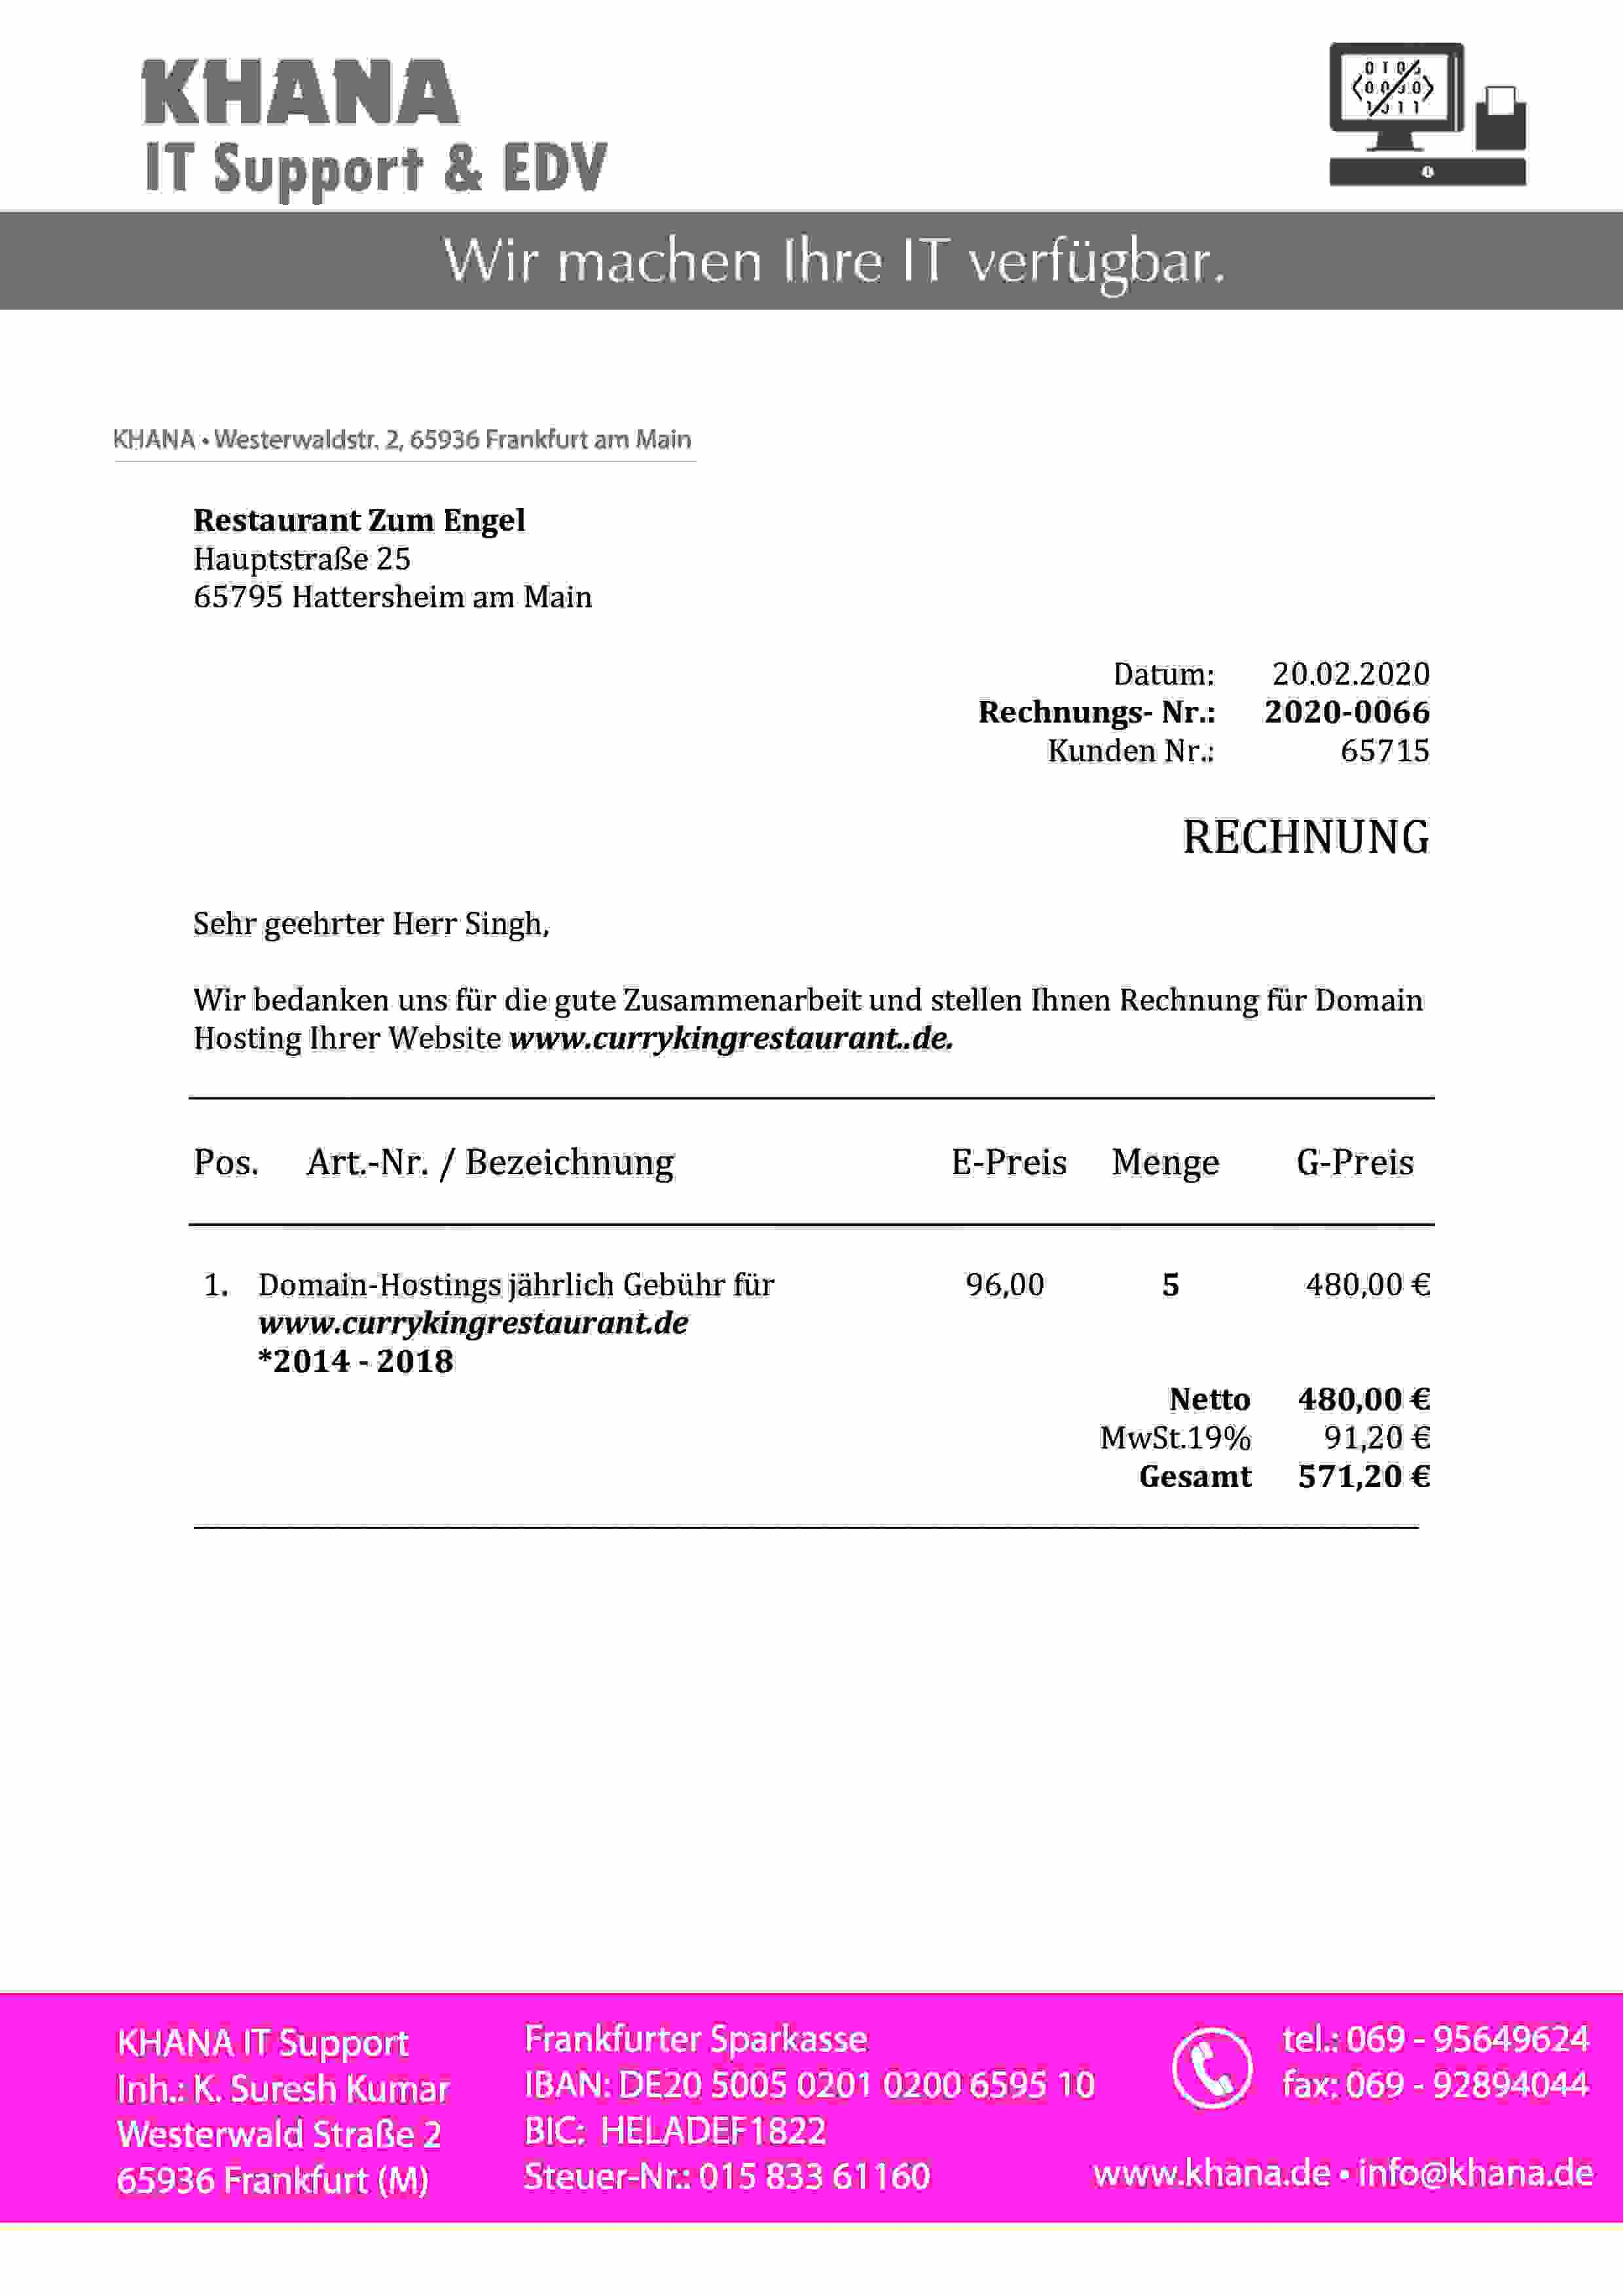 KHANA
IT Support & EDV
Wir machen Ihre IT verfügbar.
KHANA • Westerwaldstr. 2, 65936 Frankfurt am Main
Restaurant Zum Engel
Hauptstraße 25
65795 Hattersheim am Main
Datum: 20.02.2020
Rechnungs- Nr.: 2020-0066
Kunden Nr.: 65715
RECHNUNG
Sehr geehrter Herr Singh,
Wir bedanken uns für die gute Zusammenarbeit und stellen Ihnen Rechnung für Domain
Hosting Ihrer Website www.currykingrestaurant..de.
Pos. Art.-Nr. / Bezeichnung E-Preis Menge G-Preis
1. Domain-Hostings jährlich Gebühr für 96,00 5 480,00 €
www.currykingrestaurant.de
*2014 - 2018
Netto 480,00 €
MwSt.19% 91,20 €
Gesamt 571,20 €
KHANA IT Support
Inh.: K. Suresh Kumar
Westerwald Straße 2
65936 Frankfurt (M)
Frankfurter Sparkasse
IBAN: DE20 5005 0201 0200 6595 10
BIC: HELADEF1822
Steuer-Nr.: 015 833 61160
tel.: 069 - 95649624
fax: 069 - 92894044
www.khana.de • info@khana.de